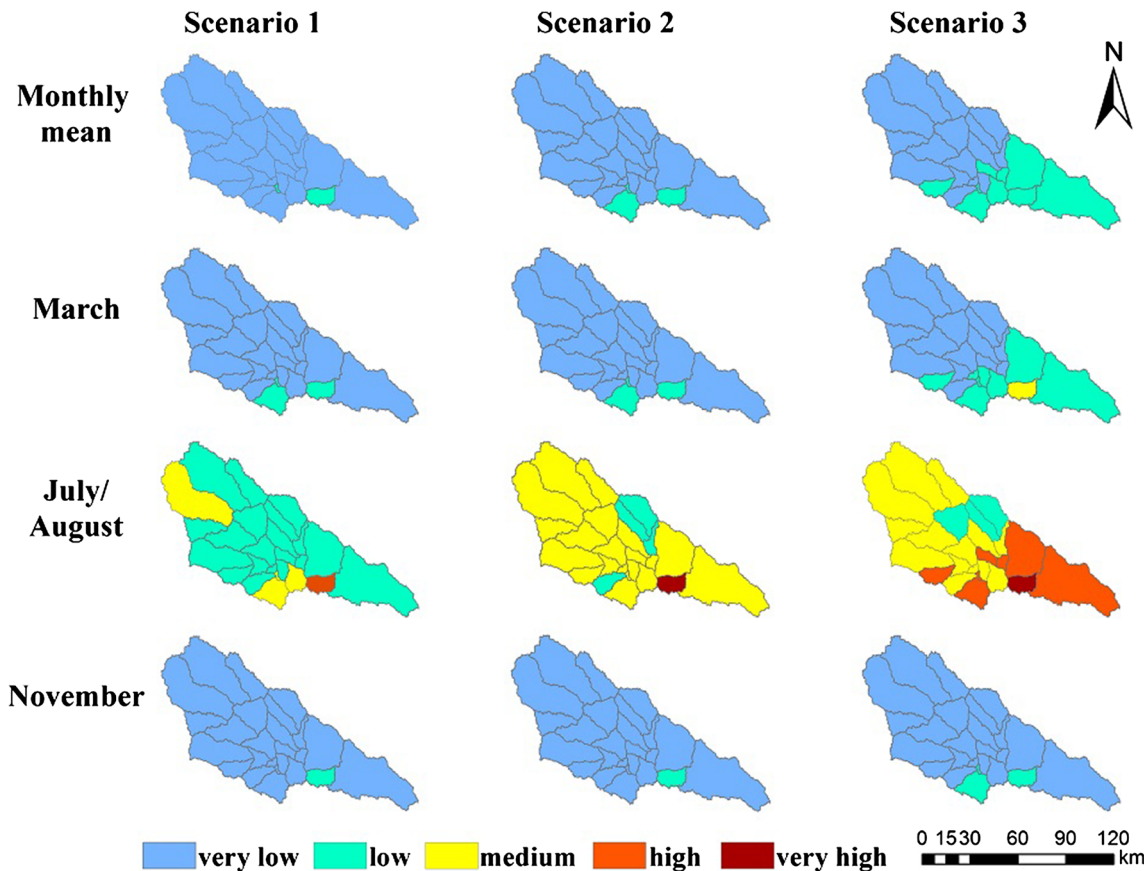 Scenario 1 Scenario 2 Scenario 3
N
Monthly
mean
March
July/
August
November
very low low medium high very high
0 15 30 60 90 120
km